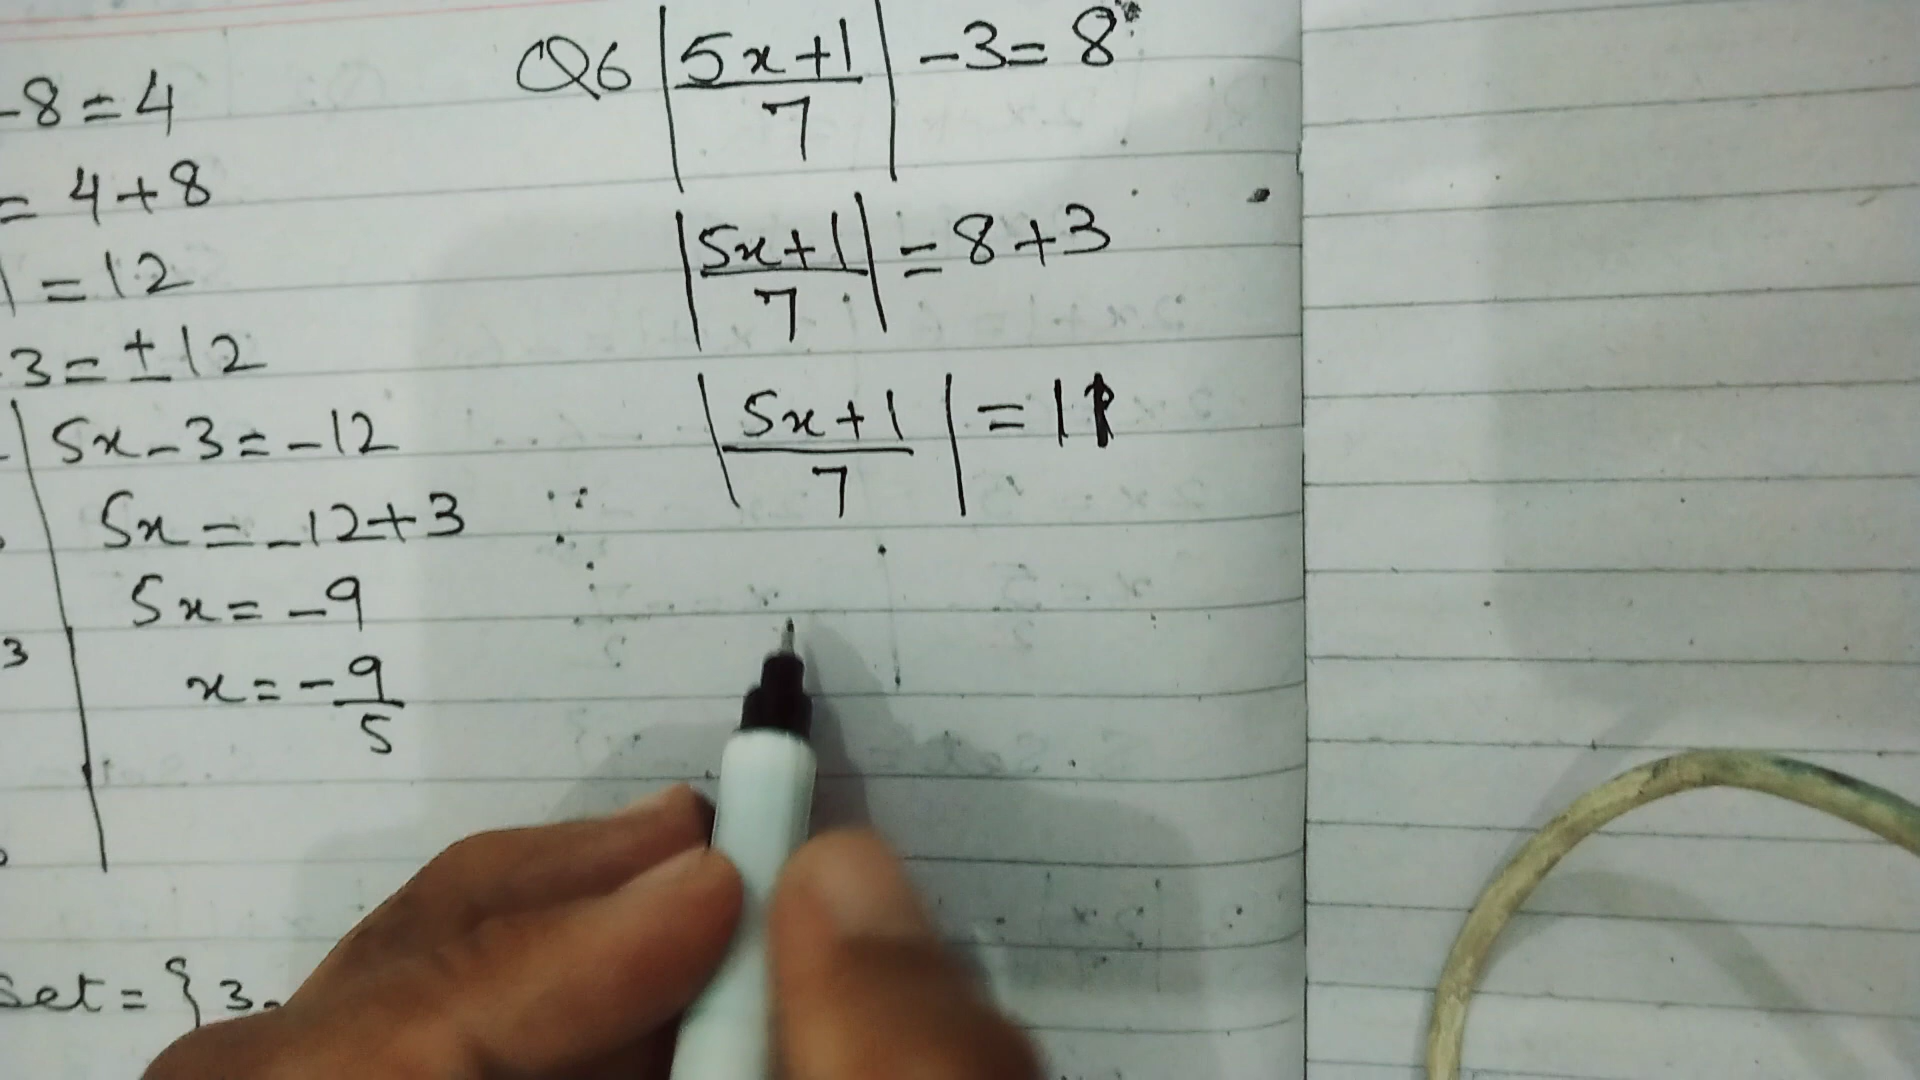 -8=4
= 4+8
| = 12
3=±12
5x-3=-12
5x=-12+3
5x=-9
3
x=-9/5
Set={3,
Q6 |5x+1/7|-3=8
|5x+1/7|=8+3
|5x+1/7|=11